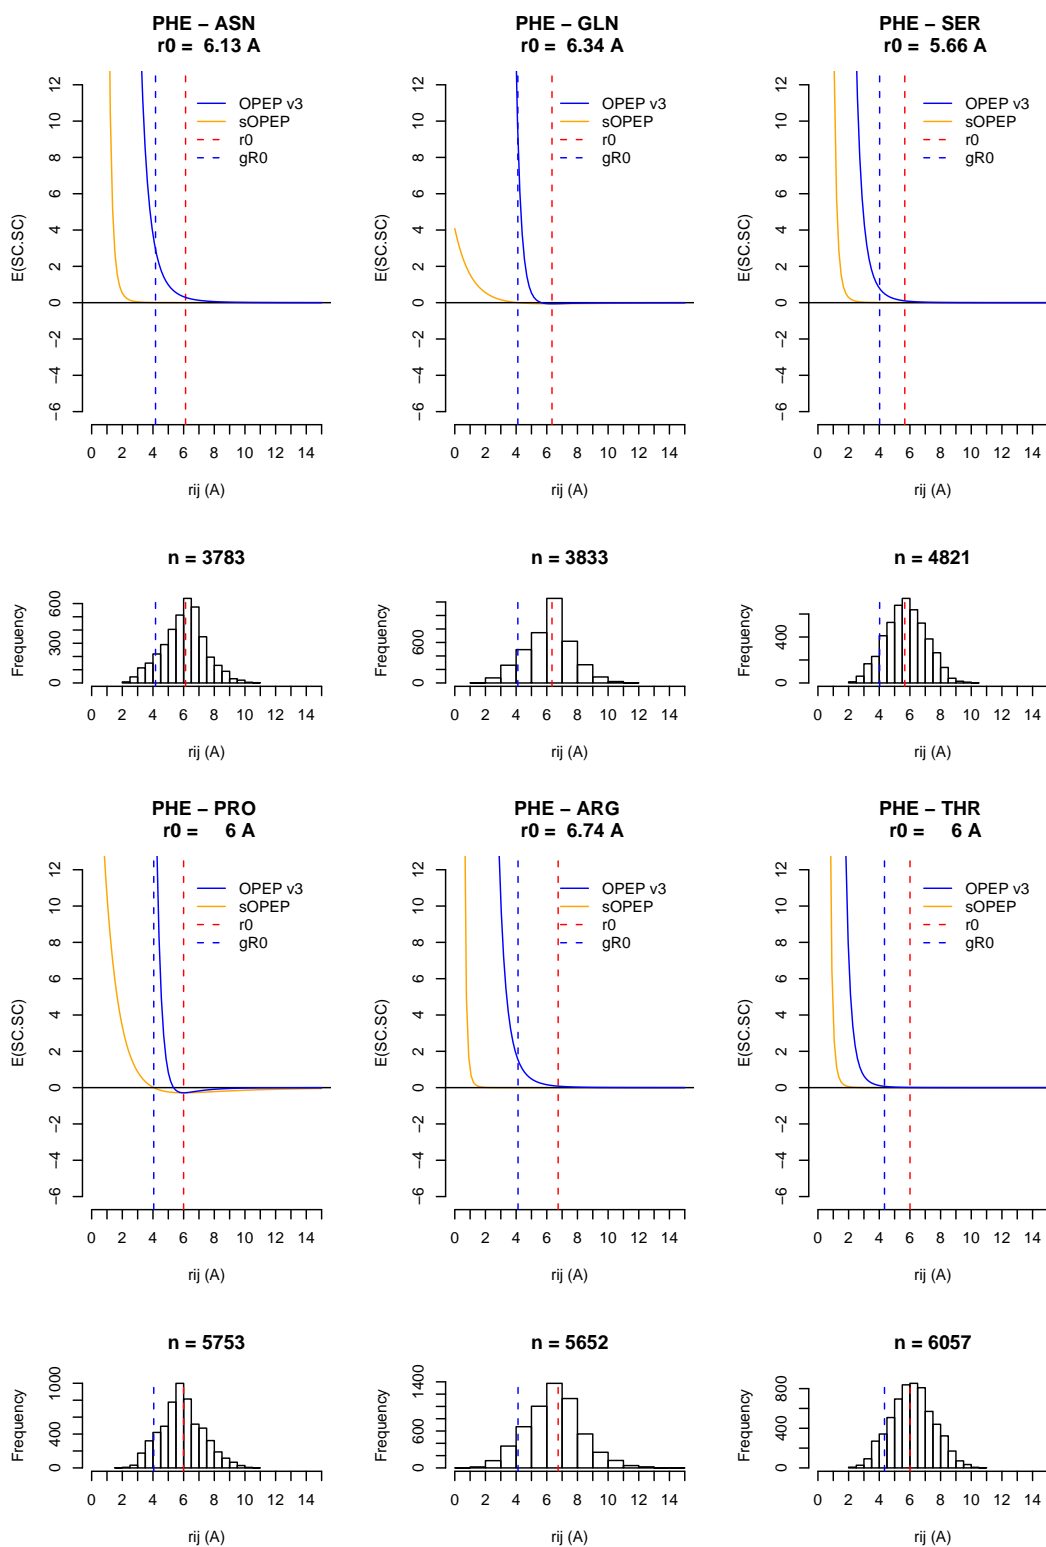 PHE − ASN
r0 = 6.13 A
12
10
8
6
4
2
0
−2
−4
−6
E(SC.SC)
OPEP v3
sOPEP
r0
gR0
0 2 4 6 8 10 12 14
rij (A)
PHE − GLN
r0 = 6.34 A
12
10
8
6
4
2
0
−2
−4
−6
E(SC.SC)
OPEP v3
sOPEP
r0
gR0
0 2 4 6 8 10 12 14
rij (A)
PHE − SER
r0 = 5.66 A
12
10
8
6
4
2
0
−2
−4
−6
E(SC.SC)
OPEP v3
sOPEP
r0
gR0
0 2 4 6 8 10 12 14
rij (A)
n = 3783
600
300
0
Frequency
0 2 4 6 8 10 12 14
rij (A)
n = 3833
600
0
Frequency
0 2 4 6 8 10 12 14
rij (A)
n = 4821
400
0
Frequency
0 2 4 6 8 10 12 14
rij (A)
PHE − PRO
r0 = 6 A
12
10
8
6
4
2
0
−2
−4
−6
E(SC.SC)
OPEP v3
sOPEP
r0
gR0
0 2 4 6 8 10 12 14
rij (A)
PHE − ARG
r0 = 6.74 A
12
10
8
6
4
2
0
−2
−4
−6
E(SC.SC)
OPEP v3
sOPEP
r0
gR0
0 2 4 6 8 10 12 14
rij (A)
PHE − THR
r0 = 6 A
12
10
8
6
4
2
0
−2
−4
−6
E(SC.SC)
OPEP v3
sOPEP
r0
gR0
0 2 4 6 8 10 12 14
rij (A)
n = 5753
1000
400
0
Frequency
0 2 4 6 8 10 12 14
rij (A)
n = 5652
1400
600
0
Frequency
0 2 4 6 8 10 12 14
rij (A)
n = 6057
800
400
0
Frequency
0 2 4 6 8 10 12 14
rij (A)